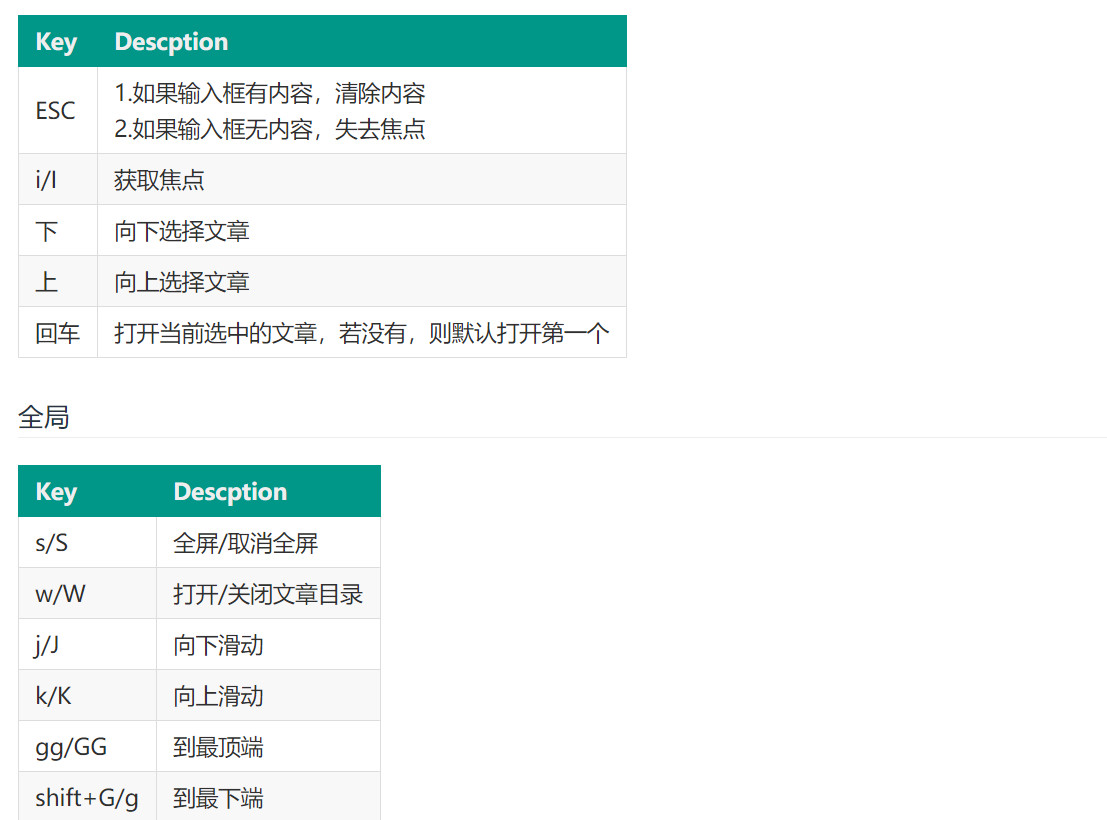 Key Descption
ESC
1.如果输入框有内容，清除内容
2.如果输入框无内容，失去焦点
i/I 获取焦点
下 向下选择文章
上 向上选择文章
回车 打开当前选中的文章，若没有，则默认打开第一个
全局
Key Descption
s/S 全屏/取消全屏
w/W 打开/关闭文章目录
j/J 向下滑动
k/K 向上滑动
gg/GG 到最顶端
shift+G/g 到最下端